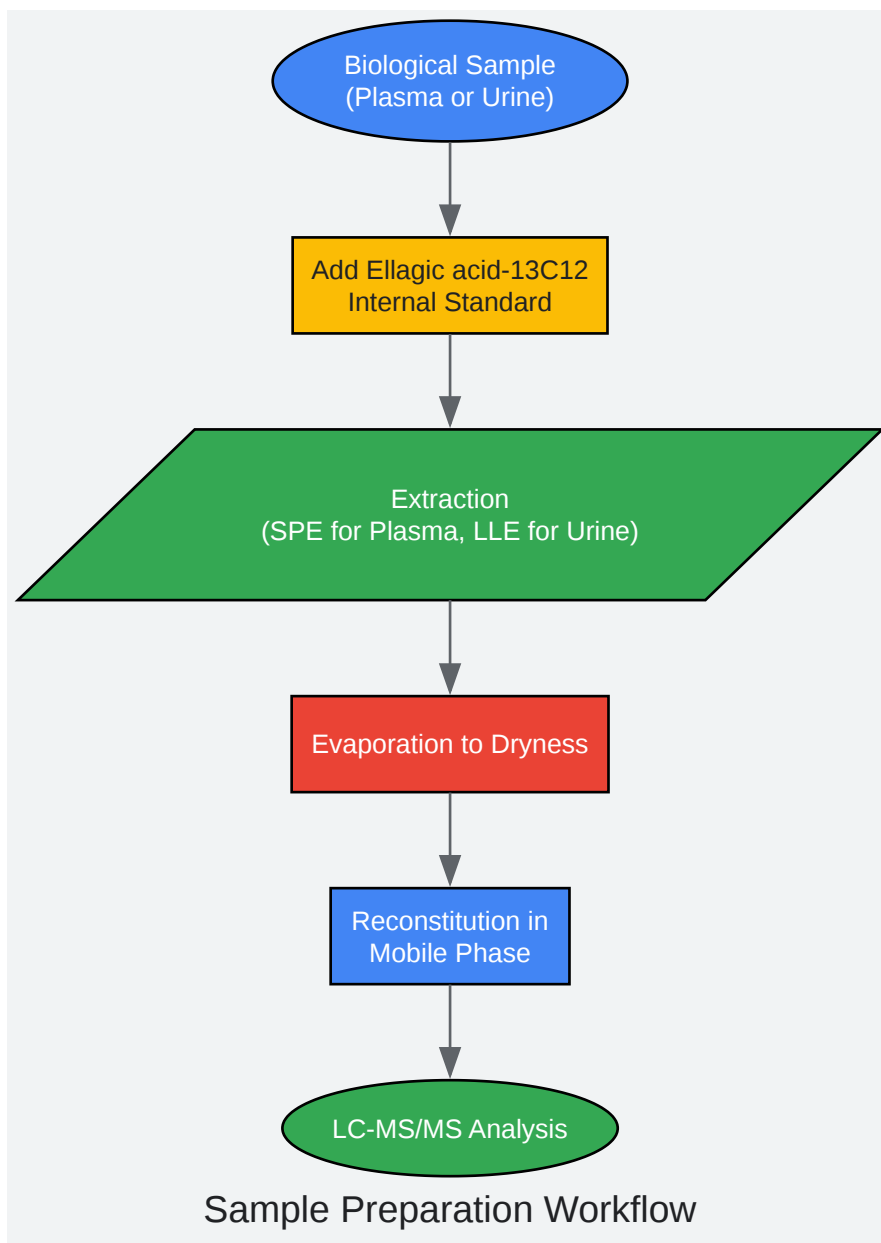 Biological Sample
(Plasma or Urine)
Add Ellagic acid-13C12
Internal Standard
Extraction
(SPE for Plasma, LLE for Urine)
Evaporation to Dryness
Reconstitution in
Mobile Phase
LC-MS/MS Analysis
Sample Preparation Workflow